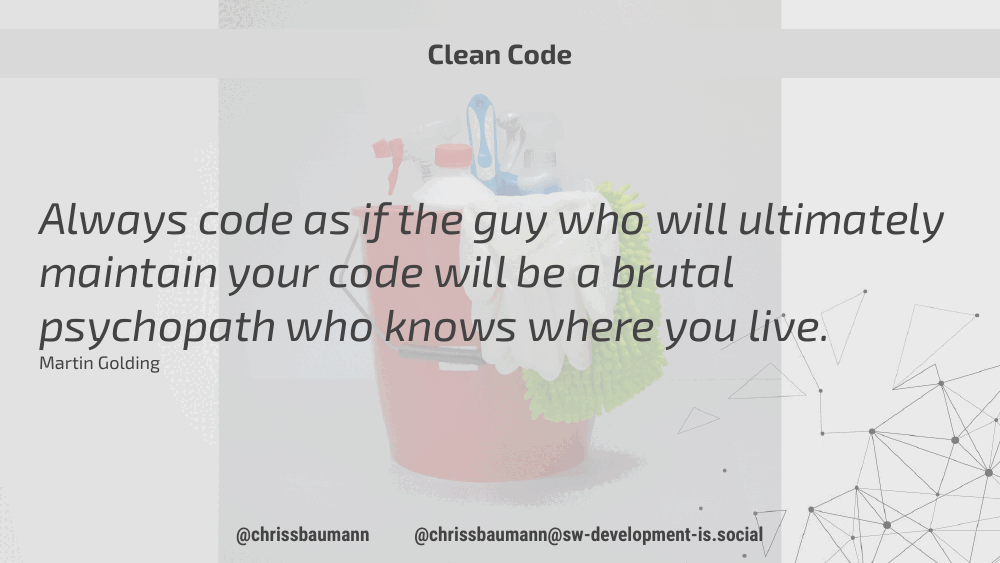 Clean Code
Always code as if the guy who will ultimately
maintain your code will be a brutal
psychopath who knows where you live.
Martin Golding
@chrissbaumann
@chrissbaumann@sw-development-is.social